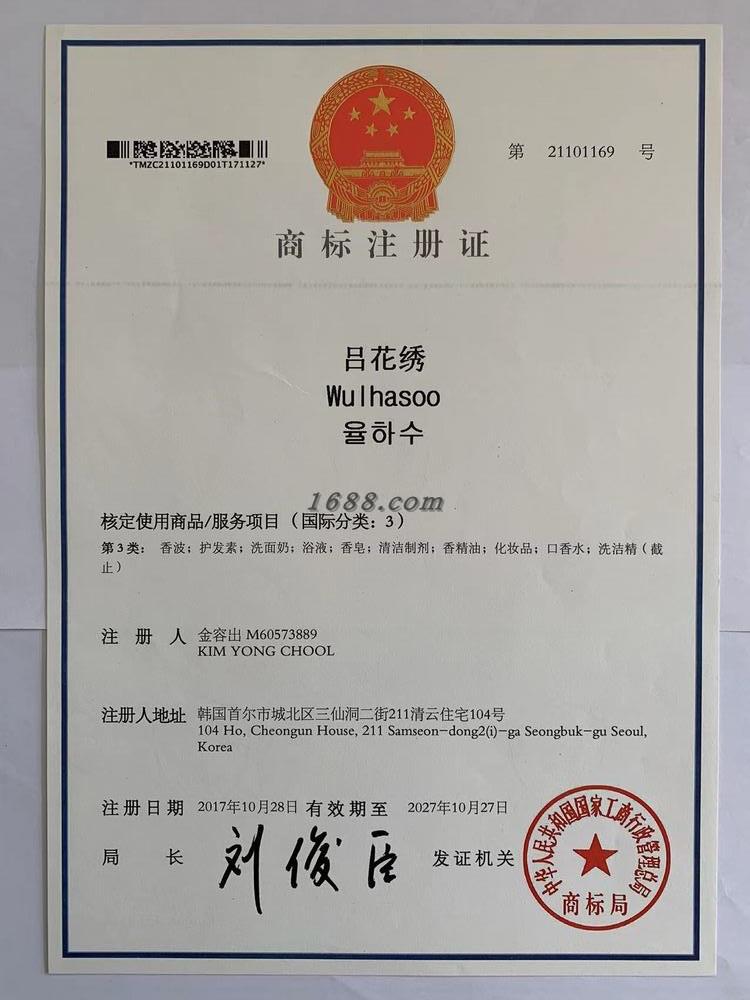 *TMZC21101169D01T171127*
第 21101169 号
商标注册证
吕花绣
Wulhasoo
율하수
1688.com
核定使用商品/服务项目（国际分类：3）
第3类：香波；护发素；洗面奶；浴液；香皂；清洁制剂；香精油；化妆品；口香水；洗洁精（截
止）
注册人 金容出 M60573889
KIM YONG CHOOL
注册人地址 韩国首尔市城北区三仙洞二街211清云住宅104号
104 Ho, Cheongun House, 211 Samseon-dong2(i)-ga Seongbuk-gu Seoul,
Korea
注册日期 2017年10月28日 有效期至 2027年10月27日
局长 刘俊臣 发证机关
中华人民共和国国家工商行政管理总局
商标局